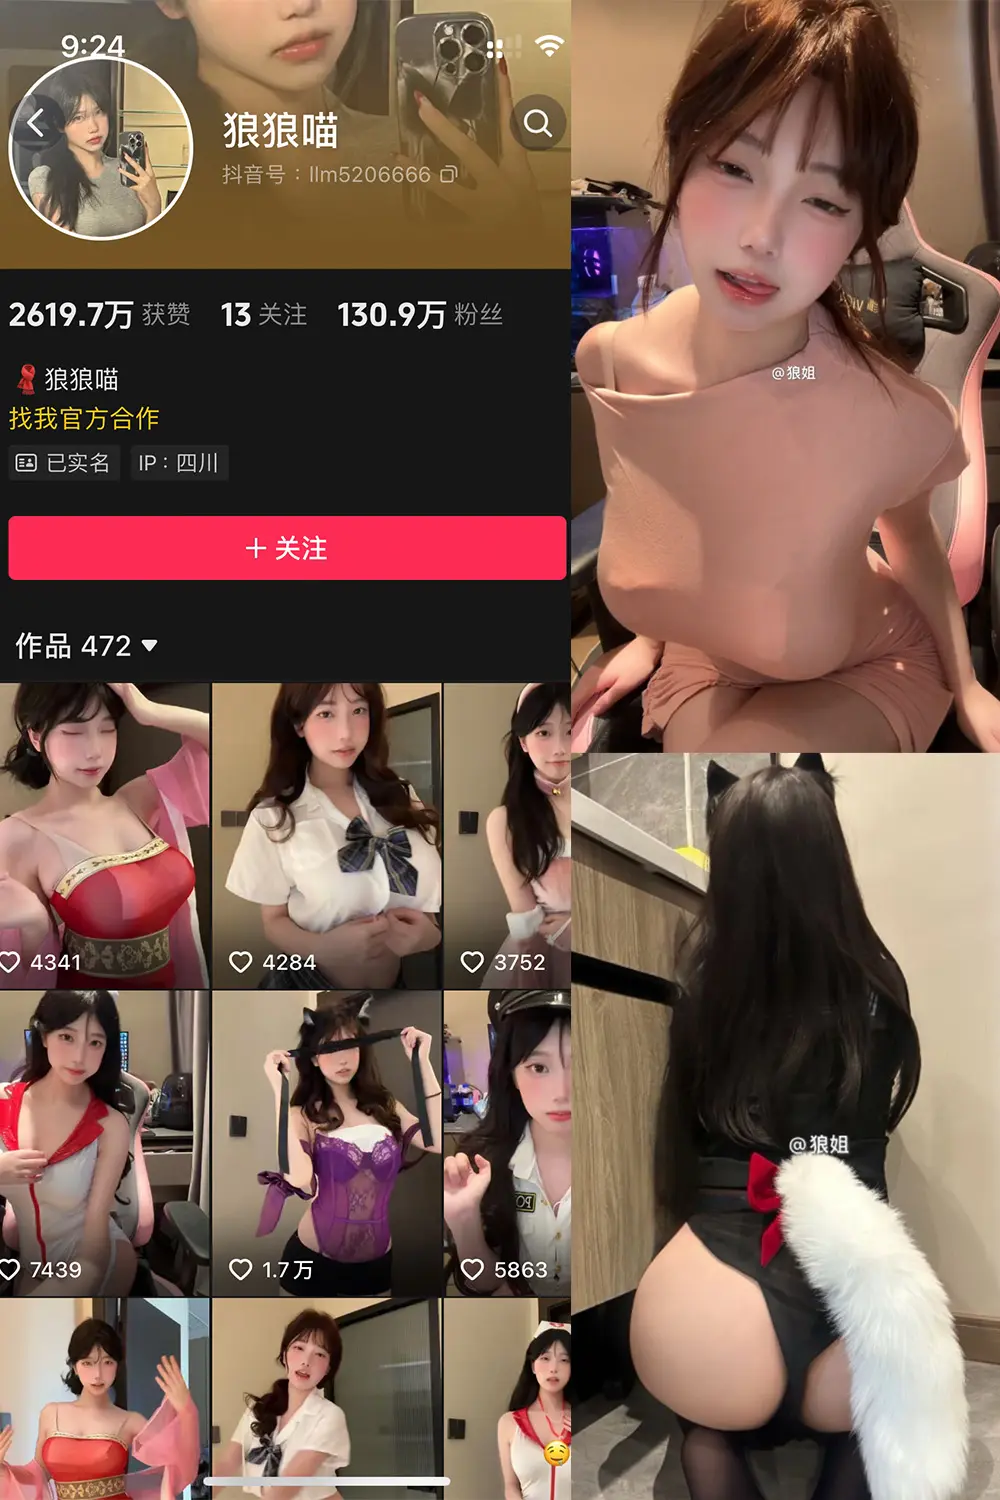 9:24
狼狼喵
抖音号：llm5206666
2619.7万 获赞 13 关注 130.9万 粉丝
狼狼喵
找我官方合作
已实名 IP：四川
＋ 关注
作品 472
4341 4284 3752
7439 1.7万 5863
@狼姐
@狼姐